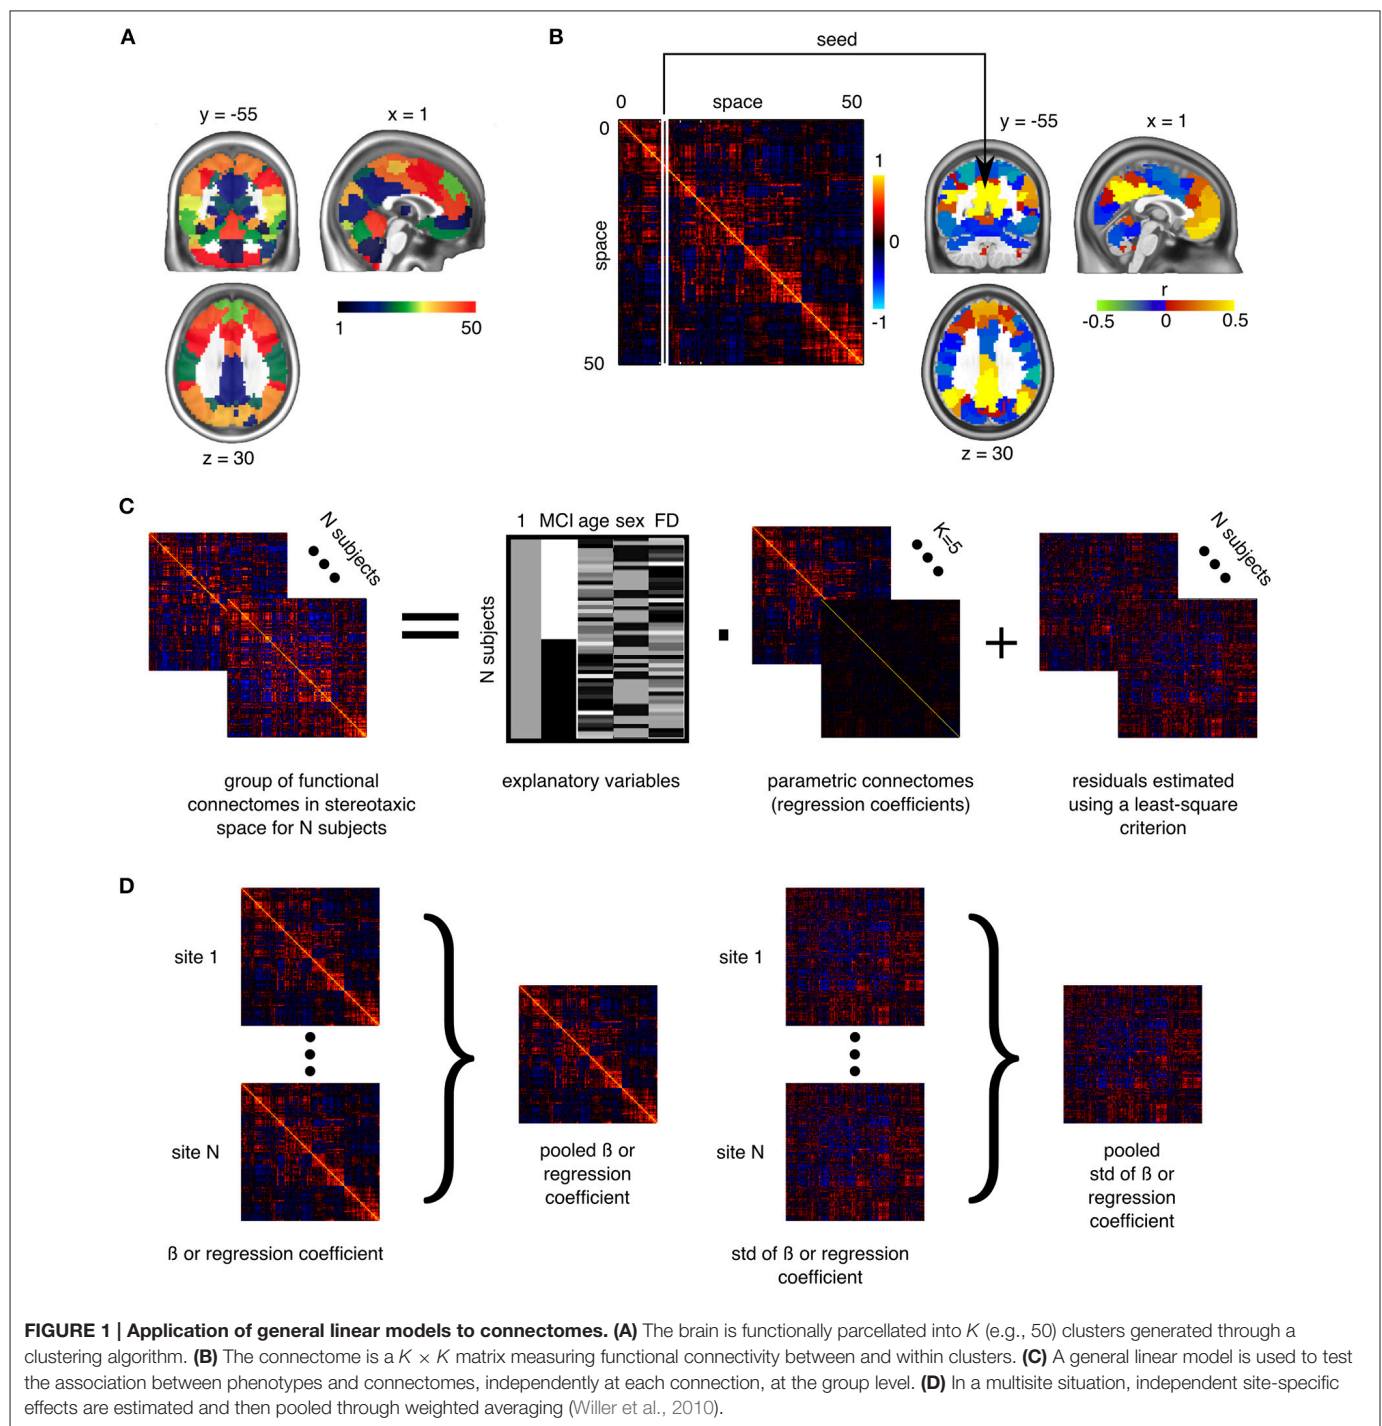 A
y = -55
x = 1
1
50
z = 30
B
seed
0
space
50
0
space
50
1
0
-1
y = -55
x = 1
r
-0.5
0
0.5
z = 30
C
N subjects
1 MCI age sex FD
N subjects
K=5
N subjects
group of functional
connectomes in stereotaxic
space for N subjects
explanatory variables
parametric connectomes
(regression coefficients)
residuals estimated
using a least-square
criterion
D
site 1
site N
ß or regression coefficient
pooled ß or
regression
coefficient
site 1
site N
std of ß or regression
coefficient
pooled
std of ß or
regression
coefficient
FIGURE 1 | Application of general linear models to connectomes. (A) The brain is functionally parcellated into K (e.g., 50) clusters generated through a
clustering algorithm. (B) The connectome is a K × K matrix measuring functional connectivity between and within clusters. (C) A general linear model is used to test
the association between phenotypes and connectomes, independently at each connection, at the group level. (D) In a multisite situation, independent site-specific
effects are estimated and then pooled through weighted averaging (Willer et al., 2010).